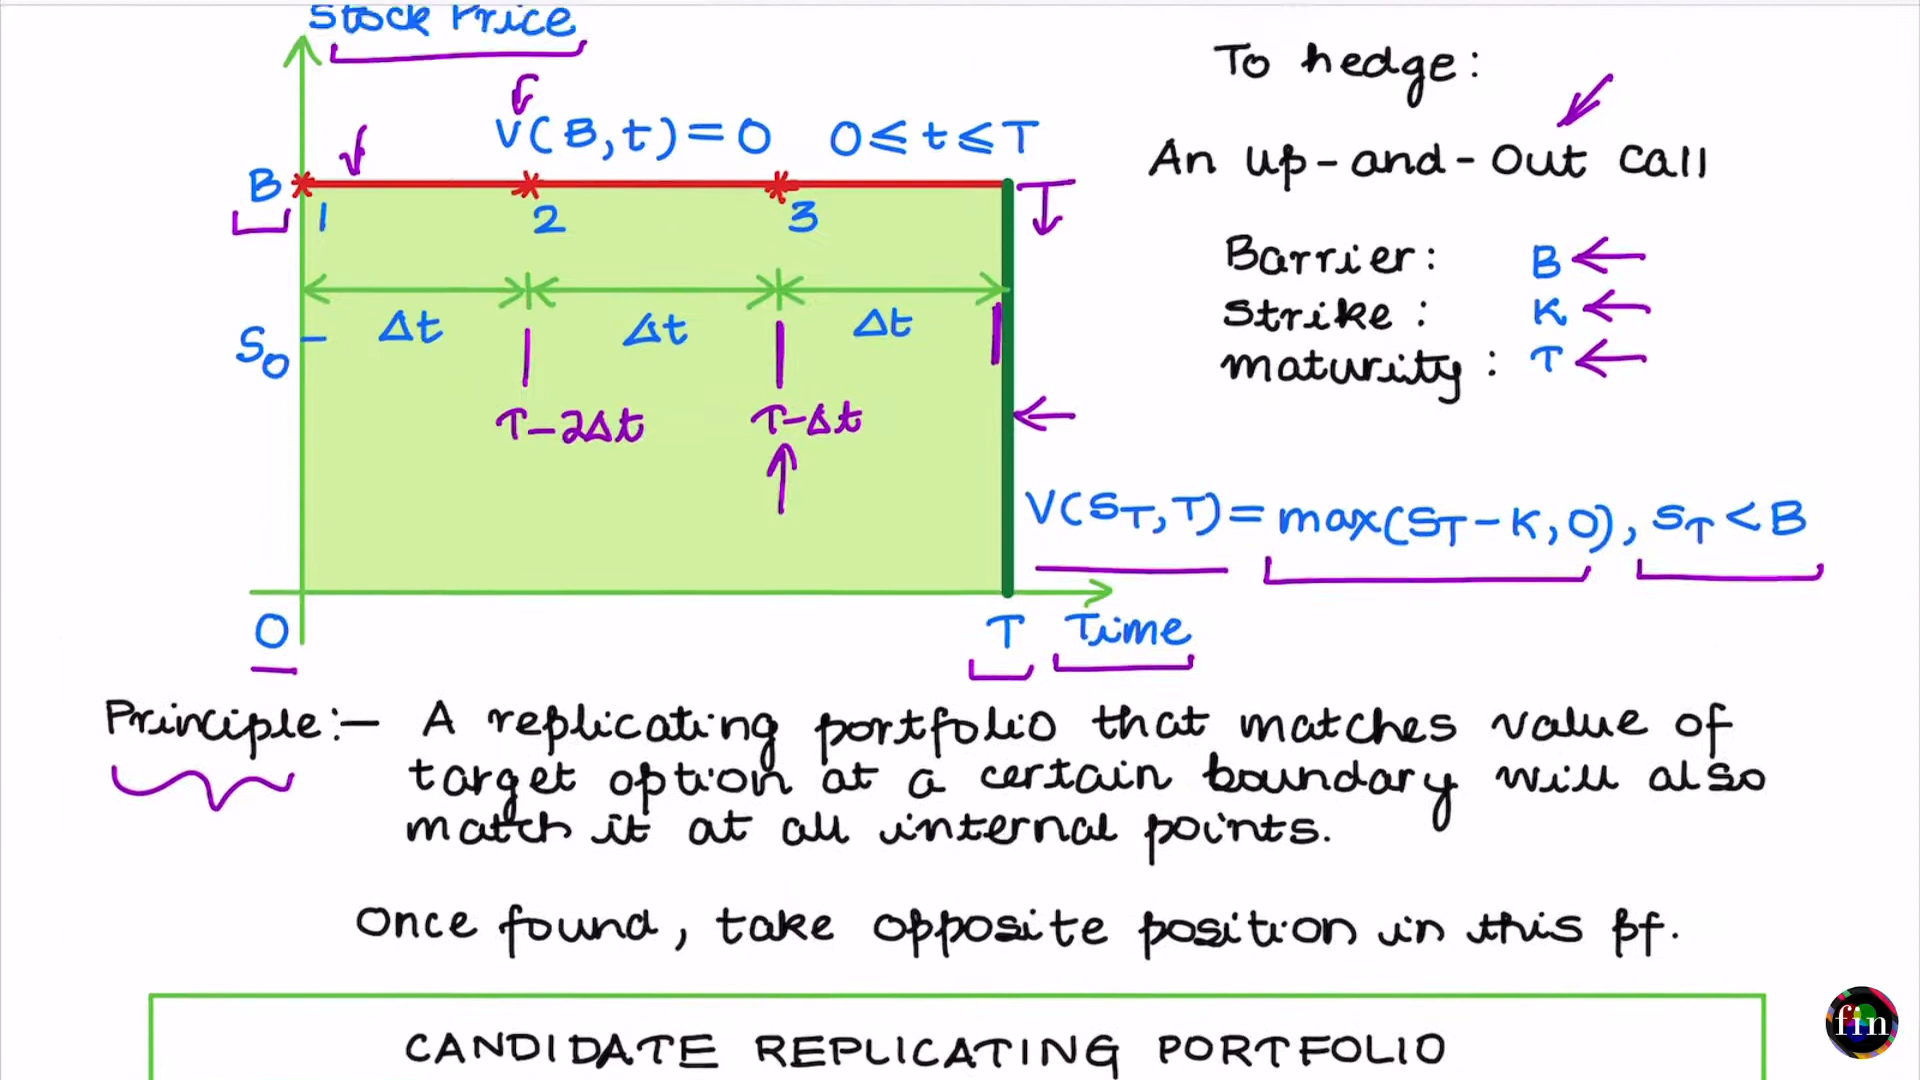 Stock Price
V(B,t)=0 0≤t≤T
B
1 2 3
Δt Δt Δt
S0
T-2Δt T-Δt
0 T Time
To hedge:
An up-and-out call
Barrier: B
Strike: K
maturity: T
V(ST,T)=max(ST-K,0), ST<B
Principle:- A replicating portfolio that matches value of
target option at a certain boundary will also
match it at all internal points.
Once found, take opposite position in this pf.
CANDIDATE REPLICATING PORTFOLIO
fin